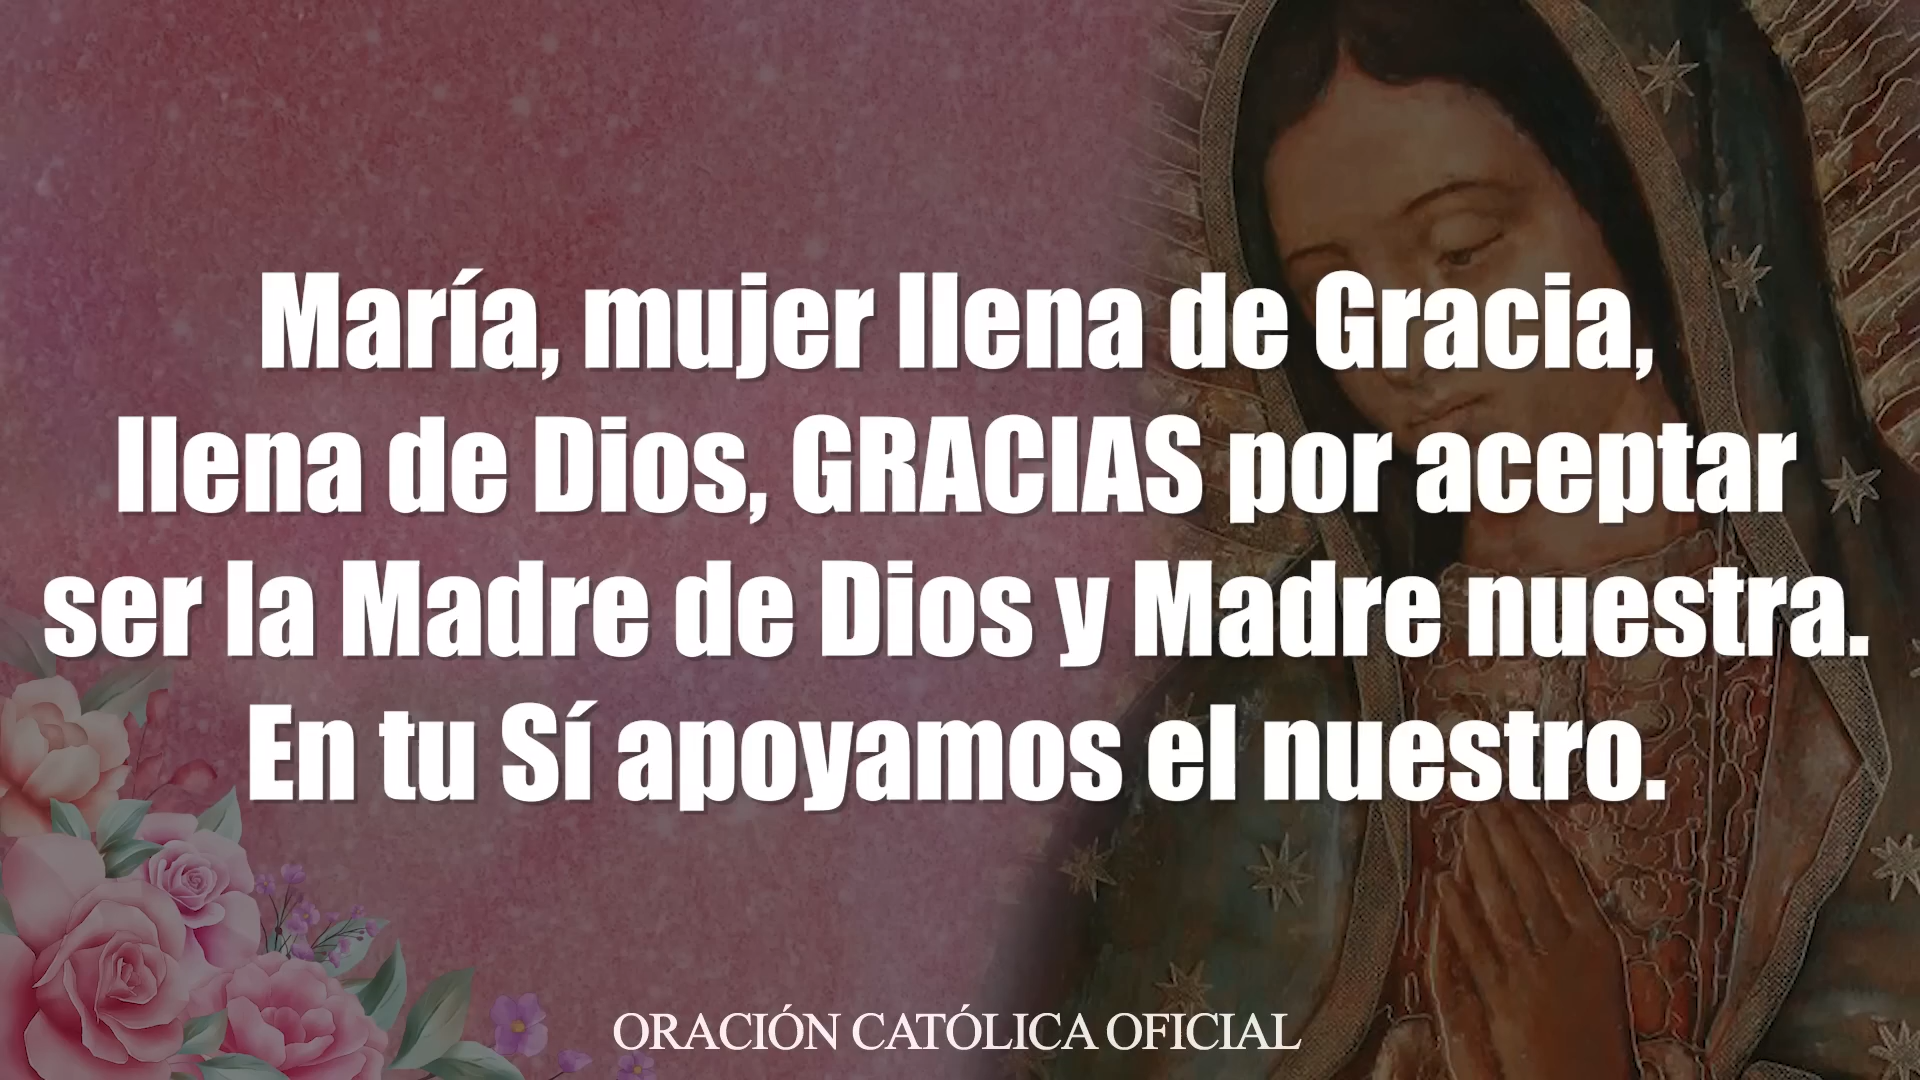 María, mujer llena de Gracia,
llena de Dios, GRACIAS por aceptar
ser la Madre de Dios y Madre nuestra.
En tu Sí apoyamos el nuestro.
ORACIÓN CATÓLICA OFICIAL